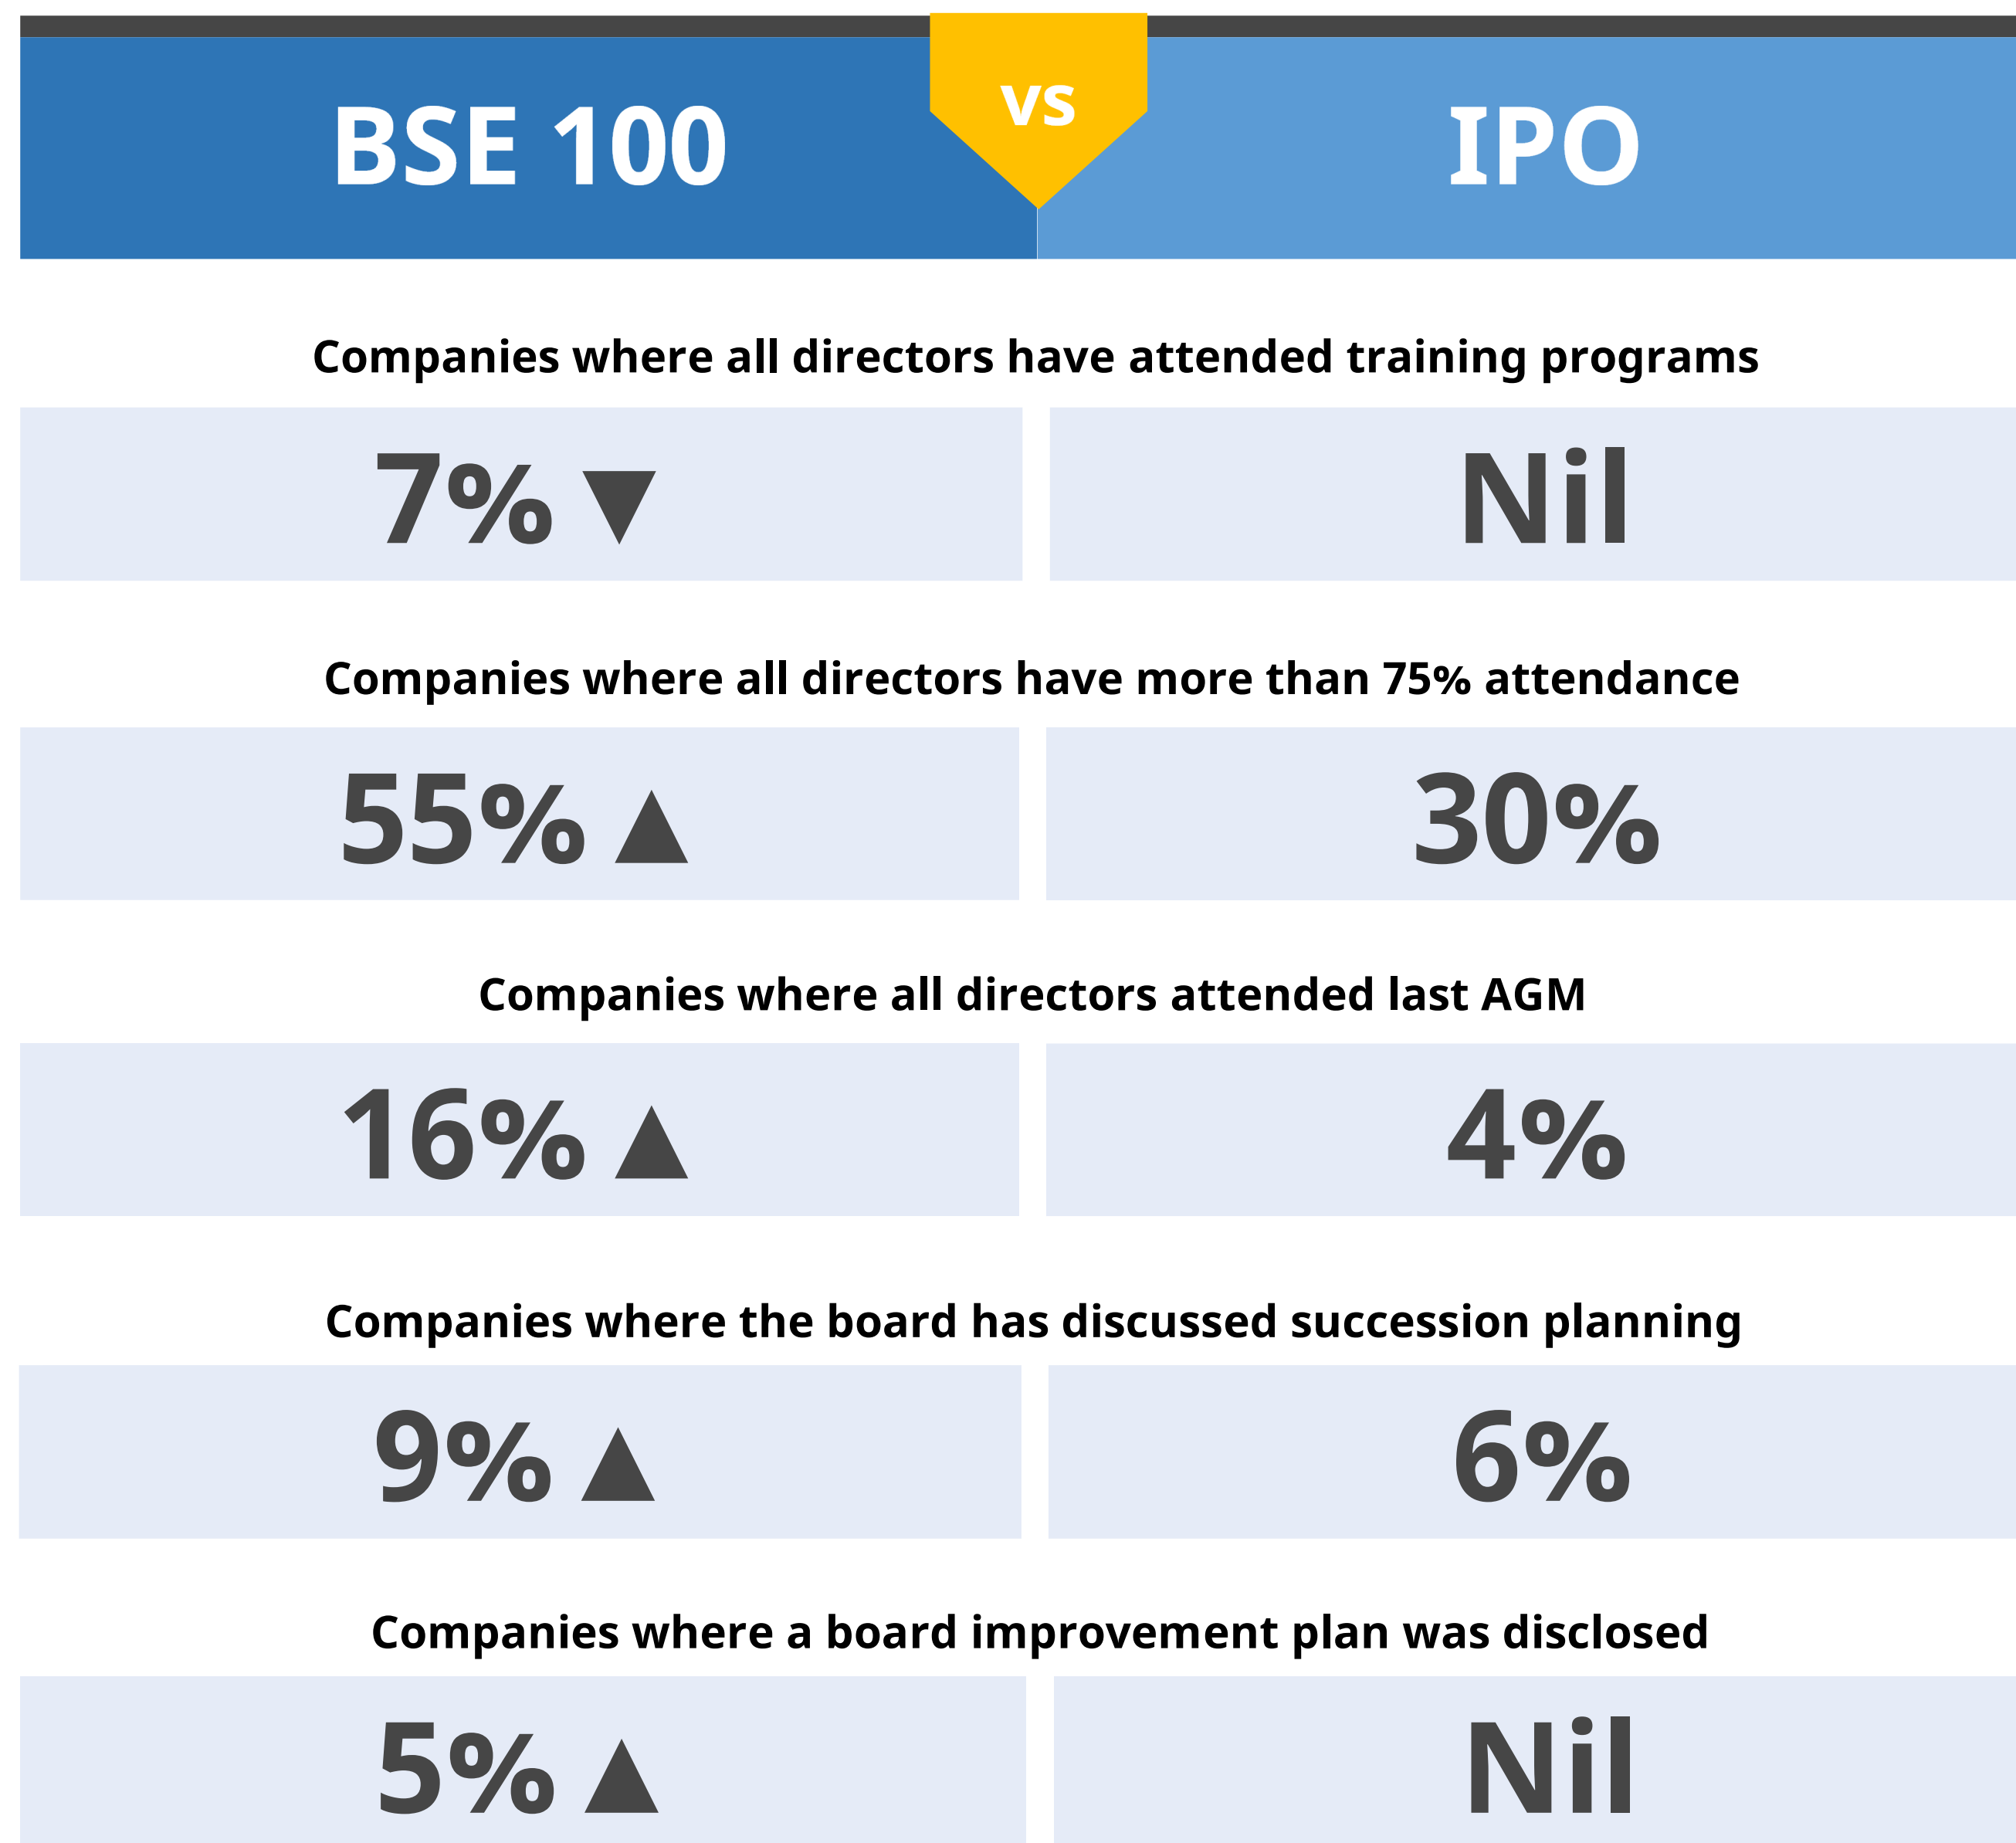 BSE 100 vs IPO
Companies where all directors have attended training programs
7% ▼ Nil
Companies where all directors have more than 75% attendance
55% ▲ 30%
Companies where all directors attended last AGM
16% ▲ 4%
Companies where the board has discussed succession planning
9% ▲ 6%
Companies where a board improvement plan was disclosed
5% ▲ Nil